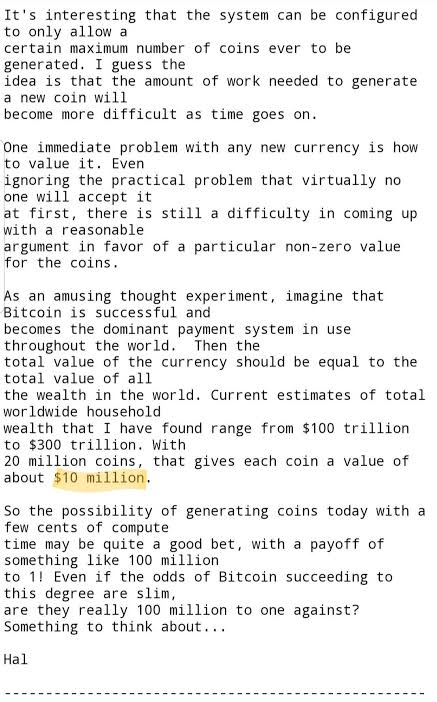 It's interesting that the system can be configured
to only allow a
certain maximum number of coins ever to be
generated. I guess the
idea is that the amount of work needed to generate
a new coin will
become more difficult as time goes on.
One immediate problem with any new currency is how
to value it. Even
ignoring the practical problem that virtually no
one will accept it
at first, there is still a difficulty in coming up
with a reasonable
argument in favor of a particular non-zero value
for the coins.
As an amusing thought experiment, imagine that
Bitcoin is successful and
becomes the dominant payment system in use
throughout the world.  Then the
total value of the currency should be equal to the
total value of all
the wealth in the world. Current estimates of total
worldwide household
wealth that I have found range from $100 trillion
to $300 trillion. With
20 million coins, that gives each coin a value of
about $10 million.
So the possibility of generating coins today with a
few cents of compute
time may be quite a good bet, with a payoff of
something like 100 million
to 1! Even if the odds of Bitcoin succeeding to
this degree are slim,
are they really 100 million to one against?
Something to think about...
Hal
---------------------------------------------------